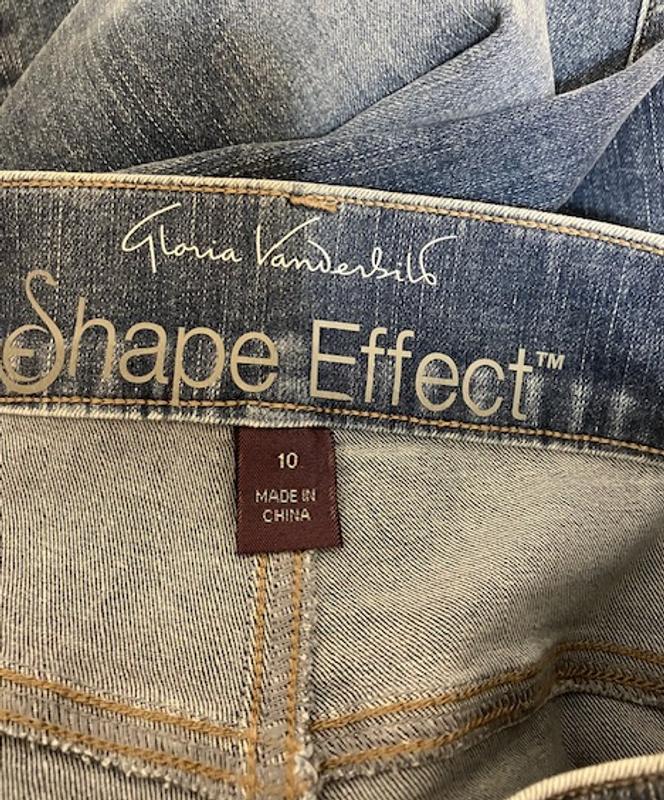 Gloria Vanderbilt
Shape Effect™
10
MADE IN
CHINA